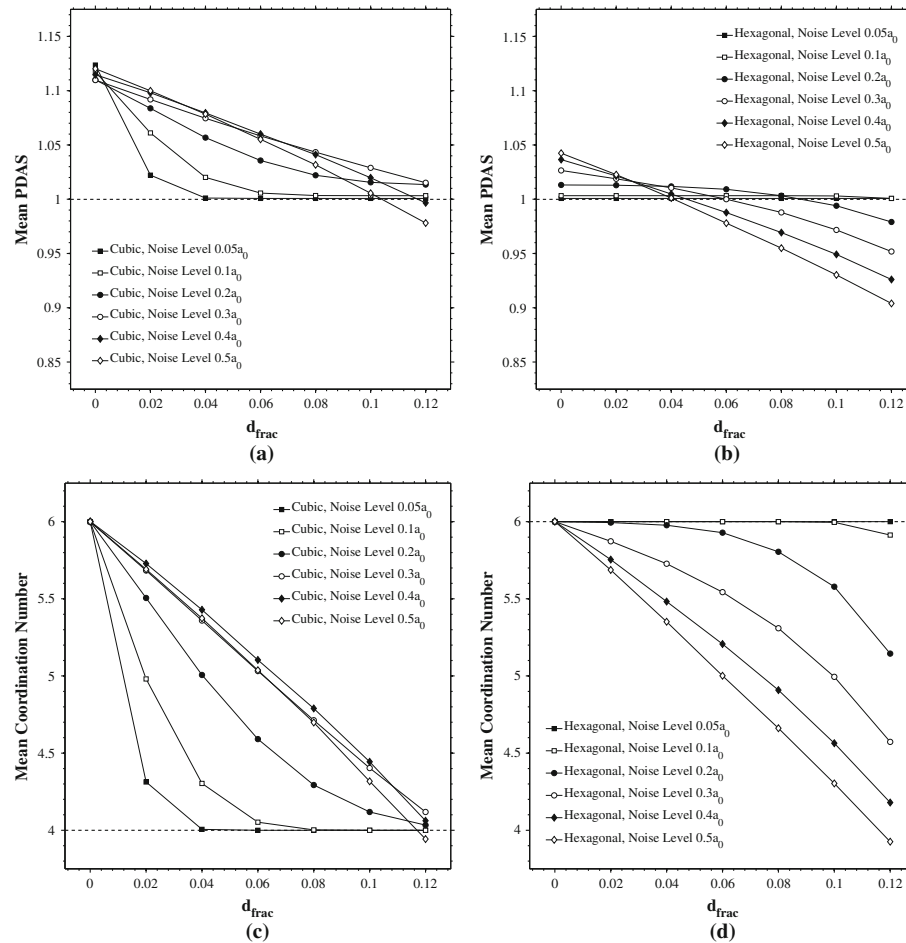 1.15
1.1
1.05
1
0.95
0.9
0.85
Mean PDAS
Cubic, Noise Level 0.05a0
Cubic, Noise Level 0.1a0
Cubic, Noise Level 0.2a0
Cubic, Noise Level 0.3a0
Cubic, Noise Level 0.4a0
Cubic, Noise Level 0.5a0
0 0.02 0.04 0.06 0.08 0.1 0.12
dfrac
(a)
1.15
1.1
1.05
1
0.95
0.9
0.85
Mean PDAS
Hexagonal, Noise Level 0.05a0
Hexagonal, Noise Level 0.1a0
Hexagonal, Noise Level 0.2a0
Hexagonal, Noise Level 0.3a0
Hexagonal, Noise Level 0.4a0
Hexagonal, Noise Level 0.5a0
0 0.02 0.04 0.06 0.08 0.1 0.12
dfrac
(b)
6
5.5
5
4.5
4
Mean Coordination Number
Cubic, Noise Level 0.05a0
Cubic, Noise Level 0.1a0
Cubic, Noise Level 0.2a0
Cubic, Noise Level 0.3a0
Cubic, Noise Level 0.4a0
Cubic, Noise Level 0.5a0
0 0.02 0.04 0.06 0.08 0.1 0.12
dfrac
(c)
6
5.5
5
4.5
4
Mean Coordination Number
Hexagonal, Noise Level 0.05a0
Hexagonal, Noise Level 0.1a0
Hexagonal, Noise Level 0.2a0
Hexagonal, Noise Level 0.3a0
Hexagonal, Noise Level 0.4a0
Hexagonal, Noise Level 0.5a0
0 0.02 0.04 0.06 0.08 0.1 0.12
dfrac
(d)